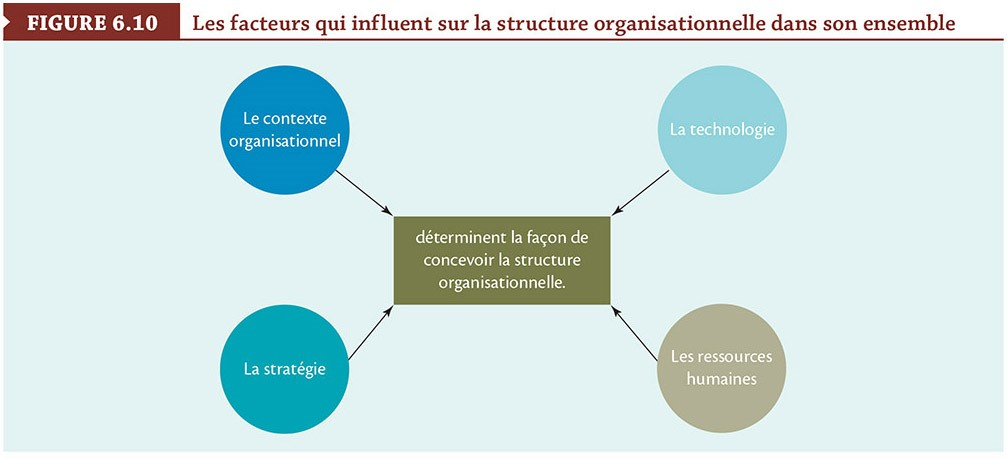 FIGURE 6.10
Les facteurs qui influent sur la structure organisationnelle dans son ensemble
Le contexte
organisationnel
La technologie
déterminent la façon de
concevoir la structure
organisationnelle.
La stratégie
Les ressources
humaines